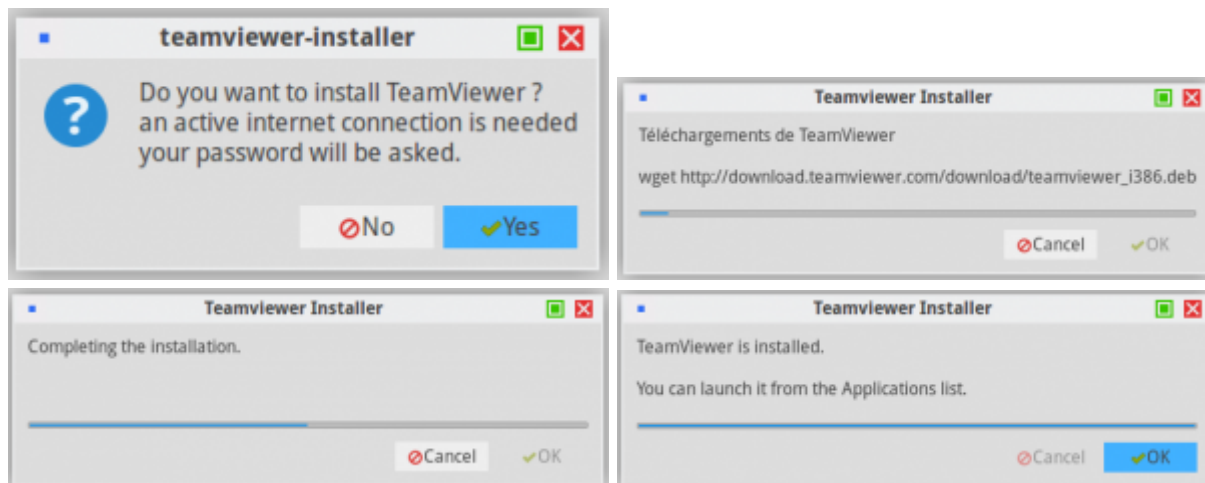 teamviewer-installer
Do you want to install TeamViewer ?
an active internet connection is needed
your password will be asked.
No
Yes
Teamviewer Installer
Téléchargements de TeamViewer
wget http://download.teamviewer.com/download/teamviewer_i386.deb
Cancel
OK
Teamviewer Installer
Completing the installation.
Cancel
OK
Teamviewer Installer
TeamViewer is installed.
You can launch it from the Applications list.
Cancel
OK